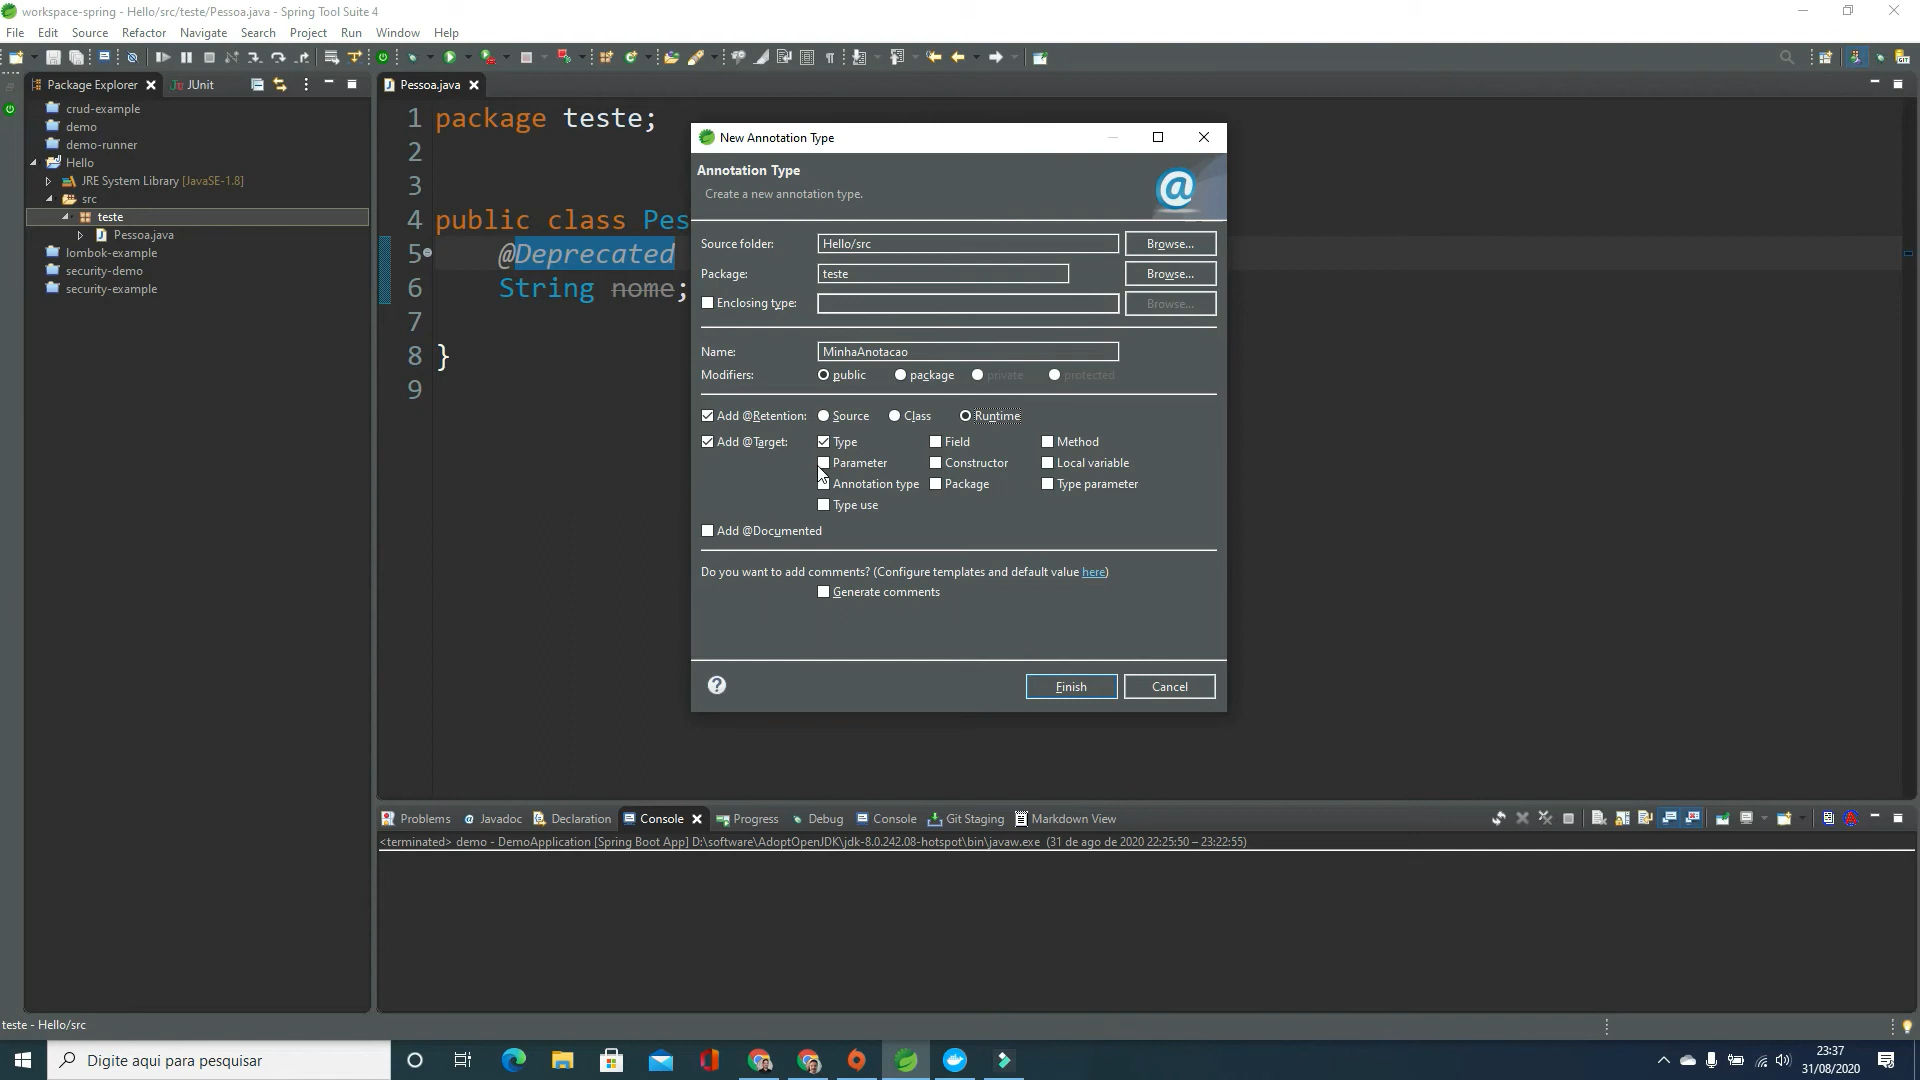 workspace-spring - Hello/src/teste/Pessoa.java - Spring Tool Suite 4
File Edit Source Refactor Navigate Search Project Run Window Help
Package Explorer JUnit
crud-example
demo
demo-runner
Hello
JRE System Library [JavaSE-1.8]
src
teste
Pessoa.java
lombok-example
security-demo
security-example
Pessoa.java
1 package teste;
2
3
4 public class Pes
5 @Deprecated
6 String nome;
7
8 }
9
New Annotation Type
Annotation Type
Create a new annotation type.
@
Source folder: Hello/src Browse...
Package: teste Browse...
Enclosing type: Browse...
Name: MinhaAnotacao
Modifiers: public package private protected
Add @Retention: Source Class Runtime
Add @Target: Type Field Method
Parameter Constructor Local variable
Annotation type Package Type parameter
Type use
Add @Documented
Do you want to add comments? (Configure templates and default value here)
Generate comments
? Finish Cancel
Problems @ Javadoc Declaration Console Progress Debug Console Git Staging Markdown View
<terminated> demo - DemoApplication [Spring Boot App] D:\software\AdoptOpenJDK\jdk-8.0.242.08-hotspot\bin\javaw.exe (31 de ago de 2020 22:25:50 – 23:22:55)
teste - Hello/src
Digite aqui para pesquisar
23:37
31/08/2020